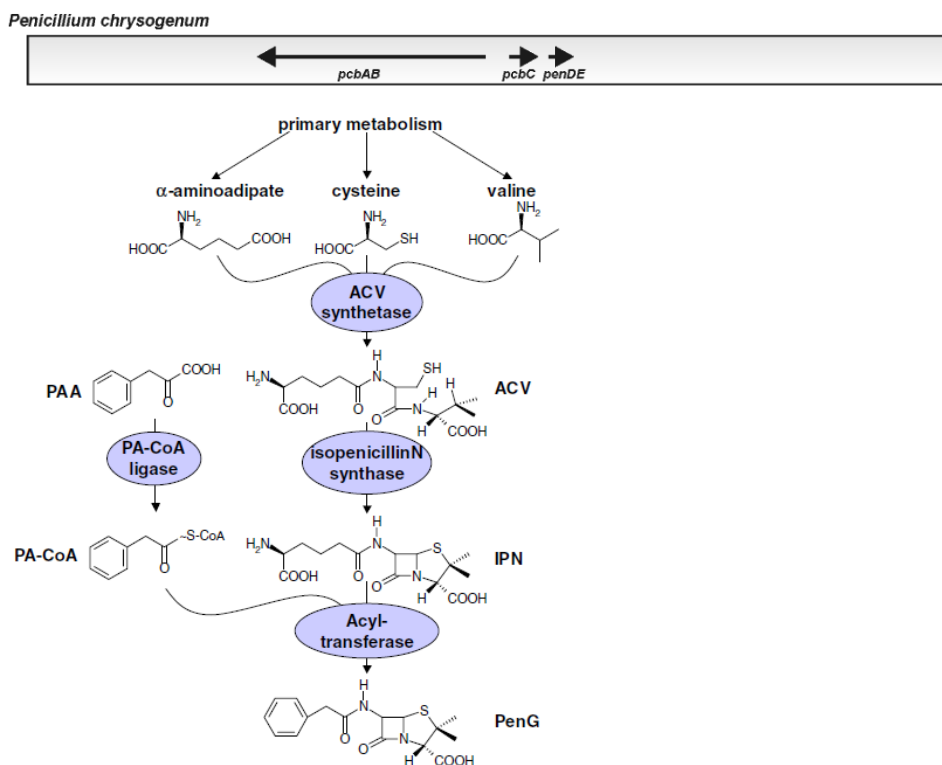 Penicillium chrysogenum
pcbAB pcbC penDE
primary metabolism
α-aminoadipate cysteine valine
NH2 NH2 NH2
HOOC COOH HOOC SH HOOC
ACV
synthetase
PAA
COOH
O
H
H2N N SH
COOH O O N H H
H COOH
ACV
PA-CoA
ligase
isopenicillinN
synthase
PA-CoA
~S-CoA
O
H
H2N N S
COOH O O N
H COOH
IPN
Acyl-
transferase
H
N S
O O N
H COOH
PenG